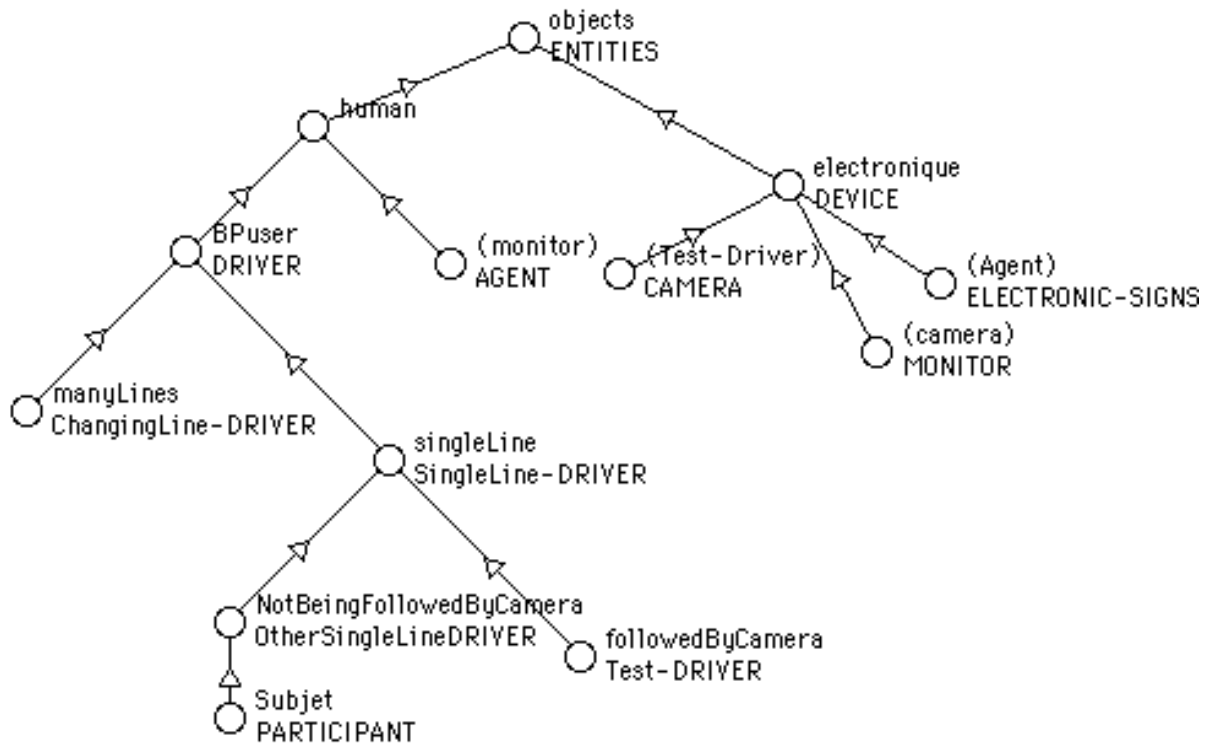 objects
ENTITIES
human
electronique
DEVICE
BPuser
DRIVER
(monitor)
AGENT
(Test-Driver)
CAMERA
(Agent)
ELECTRONIC-SIGNS
(camera)
MONITOR
manyLines
ChangingLine-DRIVER
singleLine
SingleLine-DRIVER
NotBeingFollowedByCamera
OtherSingleLineDRIVER
followedByCamera
Test-DRIVER
Subjet
PARTICIPANT